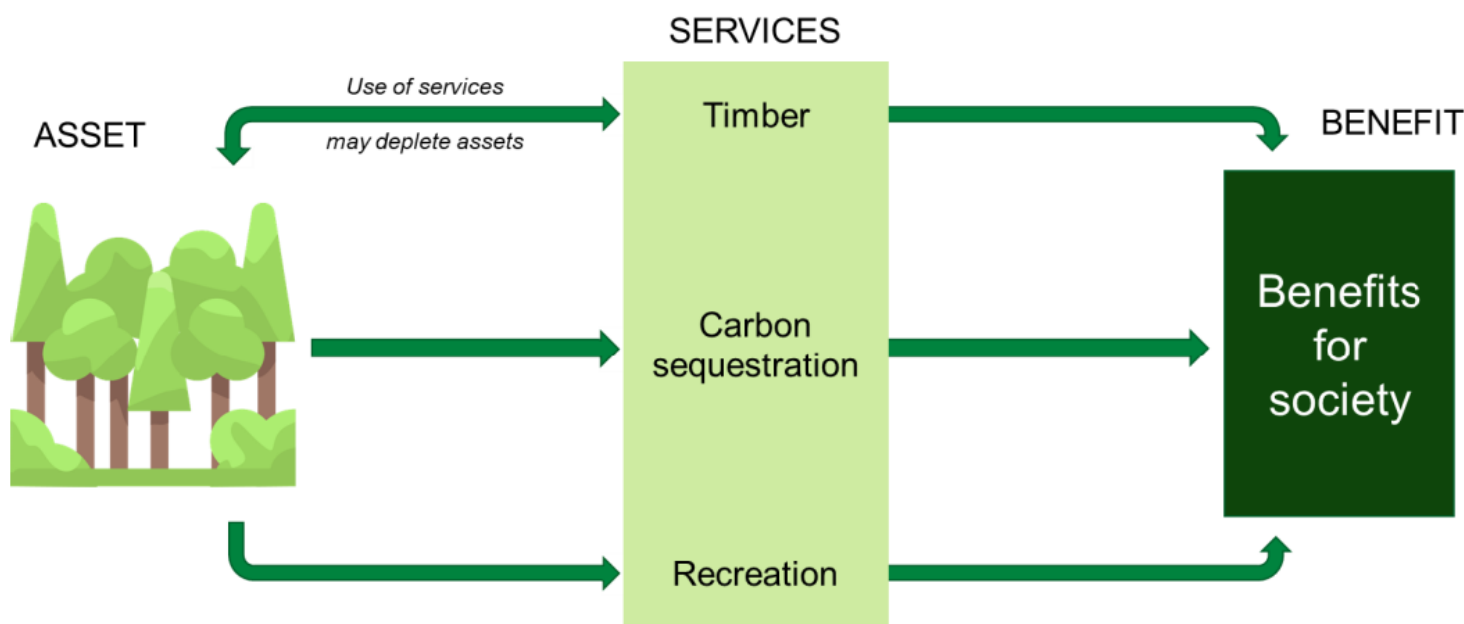 SERVICES
Use of services
Timber
ASSET
may deplete assets
BENEFIT
Carbon
sequestration
Benefits
for
society
Recreation